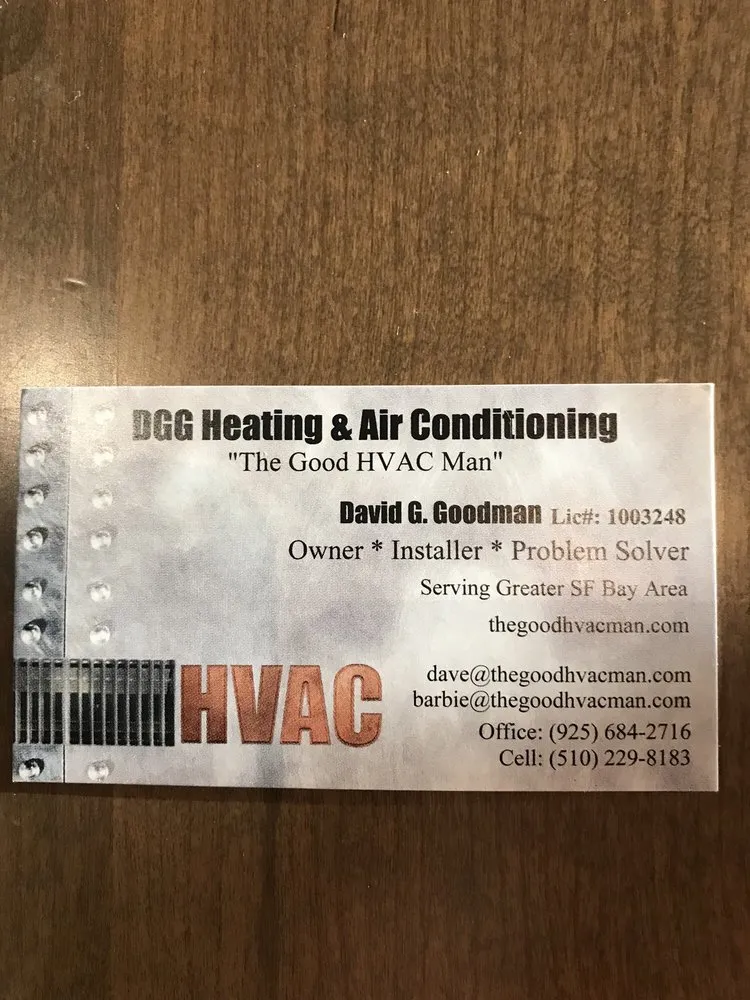 DGG Heating & Air Conditioning
"The Good HVAC Man"
David G. Goodman Lic#: 1003248
Owner * Installer * Problem Solver
Serving Greater SF Bay Area
thegoodhvacman.com
HVAC
dave@thegoodhvacman.com
barbie@thegoodhvacman.com
Office: (925) 684-2716
Cell: (510) 229-8183